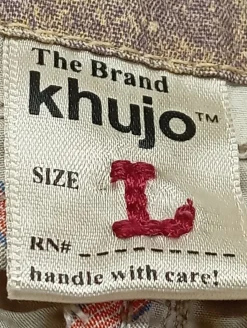 The Brand
khujo™
SIZE L
RN# _ _ _ _ _ _ _ _ _ _
handle with care!